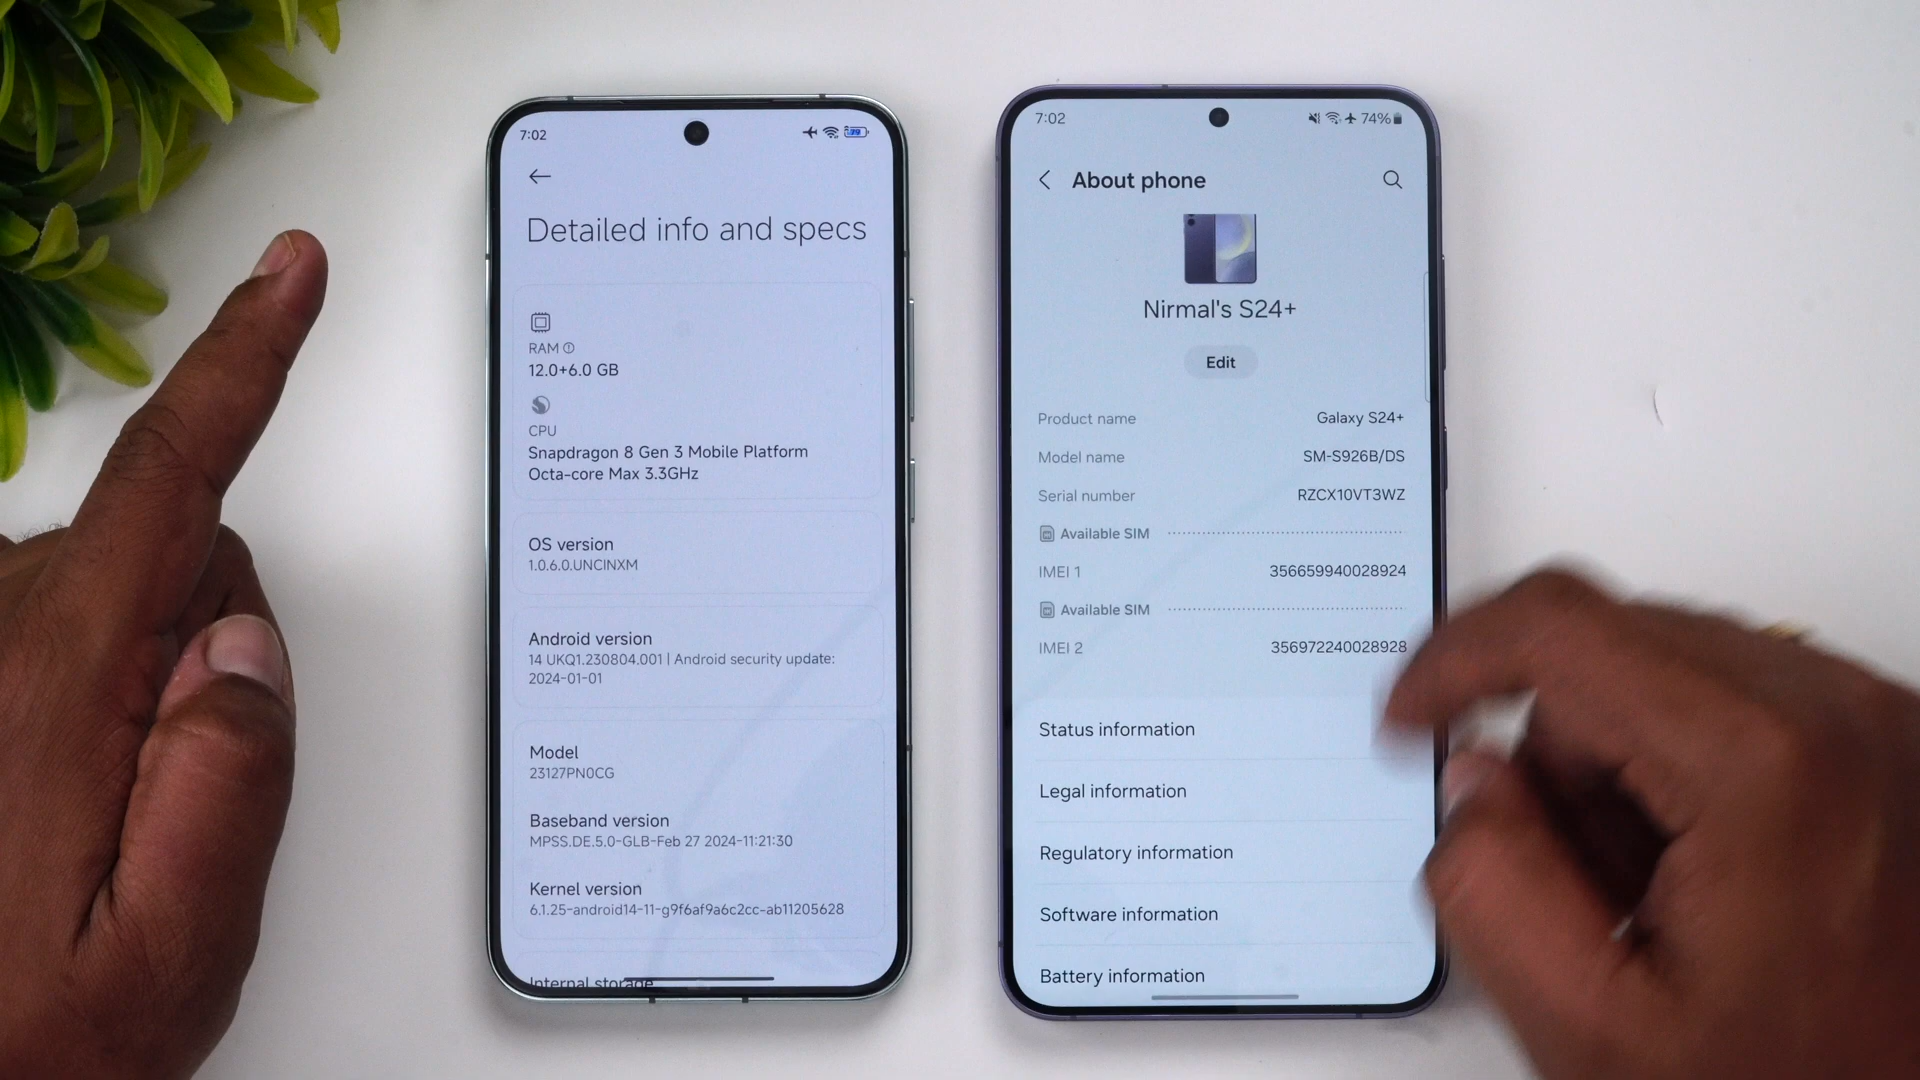 7:02
Detailed info and specs
RAM
12.0+6.0 GB
CPU
Snapdragon 8 Gen 3 Mobile Platform
Octa-core Max 3.3GHz
OS version
1.0.6.0.UNCINXM
Android version
14 UKQ1.230804.001 | Android security update:
2024-01-01
Model
23127PN0CG
Baseband version
MPSS.DE.5.0-GLB-Feb 27 2024-11:21:30
Kernel version
6.1.25-android14-11-g9f6af9a6c2cc-ab11205628
Internal storage
7:02 74%
About phone
Nirmal's S24+
Edit
Product name Galaxy S24+
Model name SM-S926B/DS
Serial number RZCX10VT3WZ
Available SIM
IMEI 1 356659940028924
Available SIM
IMEI 2 356972240028928
Status information
Legal information
Regulatory information
Software information
Battery information